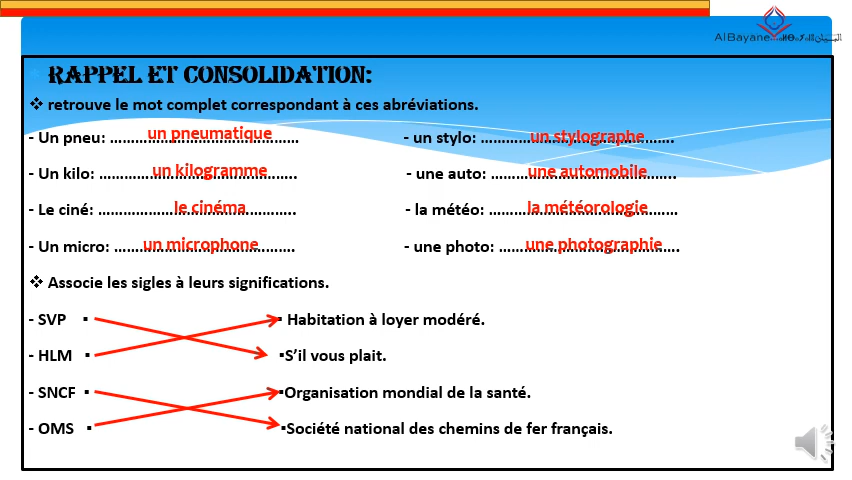 AlBayane
RAPPEL ET CONSOLIDATION:
❖ retrouve le mot complet correspondant à ces abréviations.
- Un pneu: ……………un pneumatique…………… - un stylo: ……………un stylographe……………
- Un kilo: ……………un kilogramme…………… - une auto: ……………une automobile……………
- Le ciné: ……………le cinéma…………… - la météo: ……………la météorologie……………
- Un micro: ……………un microphone…………… - une photo: ……………une photographie……………
❖ Associe les sigles à leurs significations.
- SVP ▪ ▪ Habitation à loyer modéré.
- HLM ▪ ▪S’il vous plait.
- SNCF ▪ ▪Organisation mondial de la santé.
- OMS ▪ ▪Société national des chemins de fer français.